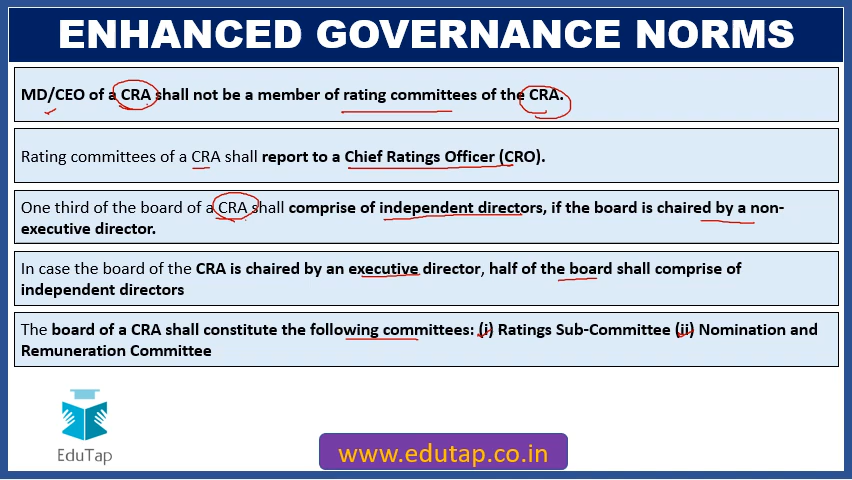 ENHANCED GOVERNANCE NORMS
MD/CEO of a CRA shall not be a member of rating committees of the CRA.
Rating committees of a CRA shall report to a Chief Ratings Officer (CRO).
One third of the board of a CRA shall comprise of independent directors, if the board is chaired by a non-
executive director.
In case the board of the CRA is chaired by an executive director, half of the board shall comprise of
independent directors
The board of a CRA shall constitute the following committees: (i) Ratings Sub-Committee (ii) Nomination and
Remuneration Committee
EduTap
www.edutap.co.in